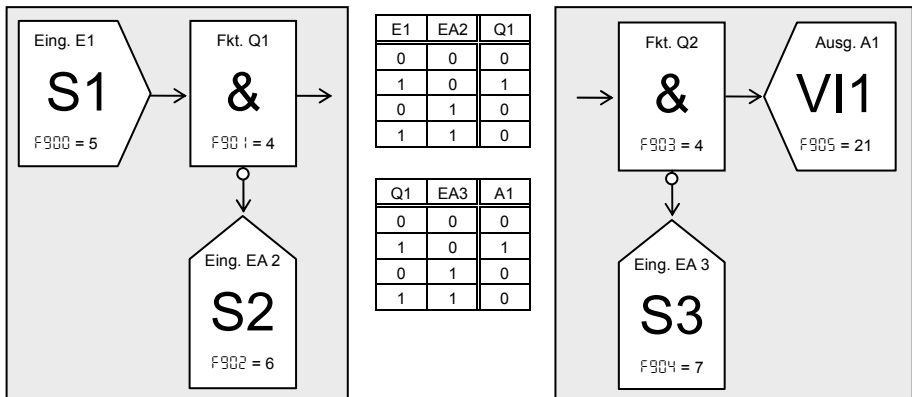 Eing. E1
S1
F900 = 5
Fkt. Q1
&
F901 = 4
Eing. EA 2
S2
F902 = 6
E1 EA2 Q1
0 0 0
1 0 1
0 1 0
1 1 0
Q1 EA3 A1
0 0 0
1 0 1
0 1 0
1 1 0
Fkt. Q2
&
F903 = 4
Ausg. A1
VI1
F905 = 21
Eing. EA 3
S3
F904 = 7